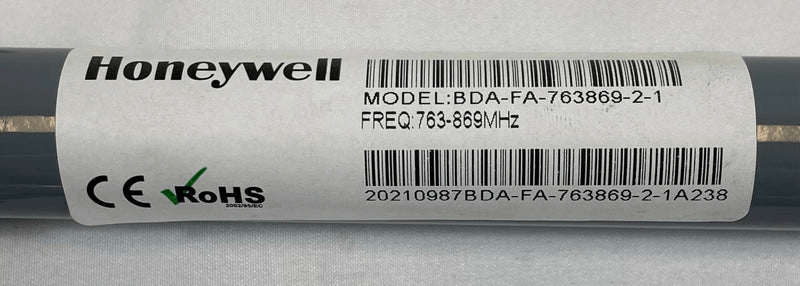 Honeywell
MODEL:BDA-FA-763869-2-1
FREQ:763-869MHz
CE RoHS
2002/95/EC
20210987BDA-FA-763869-2-1A238